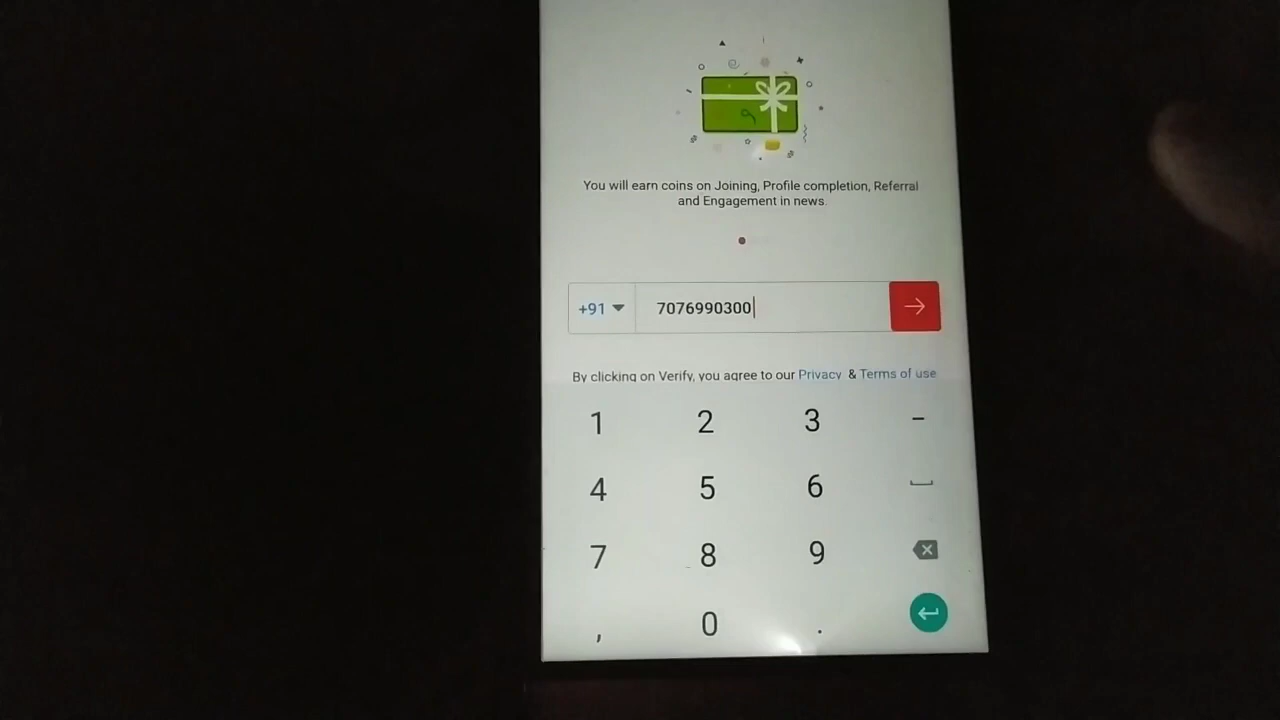 You will earn coins on Joining, Profile completion, Referral
and Engagement in news.
+91 7076990300
By clicking on Verify, you agree to our Privacy & Terms of use
1 2 3 -
4 5 6
7 8 9
, 0 .